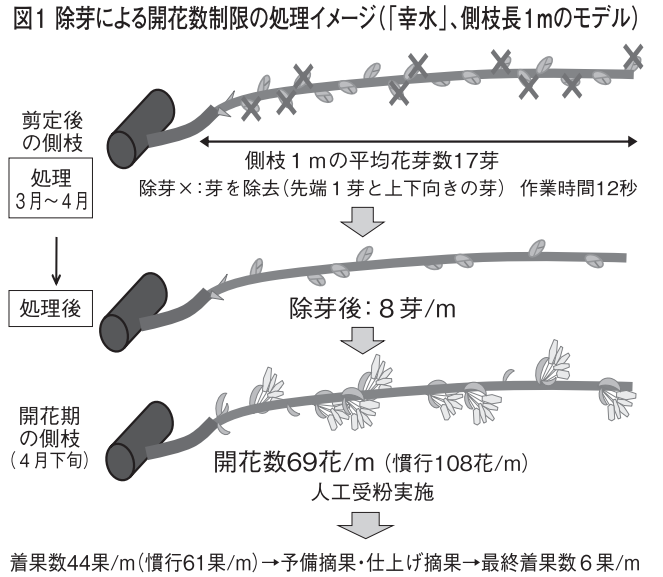 図1 除芽による開花数制限の処理イメージ(「幸水」、側枝長1mのモデル)
剪定後
の側枝
処理
3月～4月
側枝1mの平均花芽数17芽
除芽×:芽を除去(先端1芽と上下向きの芽) 作業時間12秒
処理後
除芽後:8芽/m
開花期
の側枝
(4月下旬)
開花数69花/m(慣行108花/m)
人工受粉実施
着果数44果/m(慣行61果/m)→予備摘果・仕上げ摘果→最終着果数6果/m